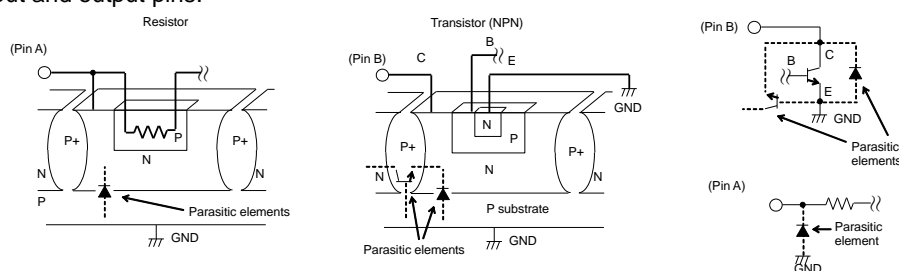 out and output pins.
Resistor
(Pin A)
P+
P
P+
N
N
N
P
Parasitic elements
GND
Transistor (NPN)
(Pin B)
C
B
E
GND
N
P
P+
P+
N
N
N
P substrate
Parasitic elements
GND
(Pin B)
C
B
E
GND
Parasitic
elements
(Pin A)
Parasitic
element
GND